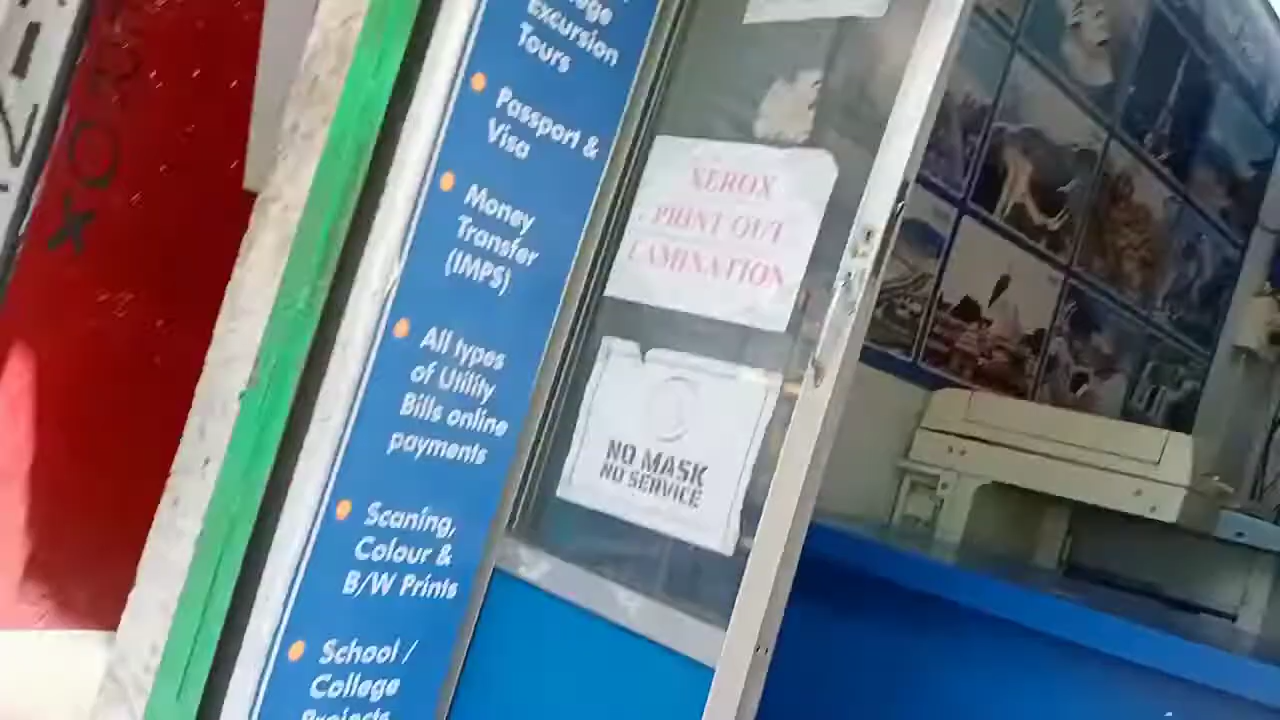 Excursion
Tours
Passport &
Visa
Money
Transfer
(IMPS)
All types
of Utility
Bills online
payments
Scaning,
Colour &
B/W Prints
School /
College
Projects
XEROX
PRINT OUT
LAMINATION
NO MASK
NO SERVICE